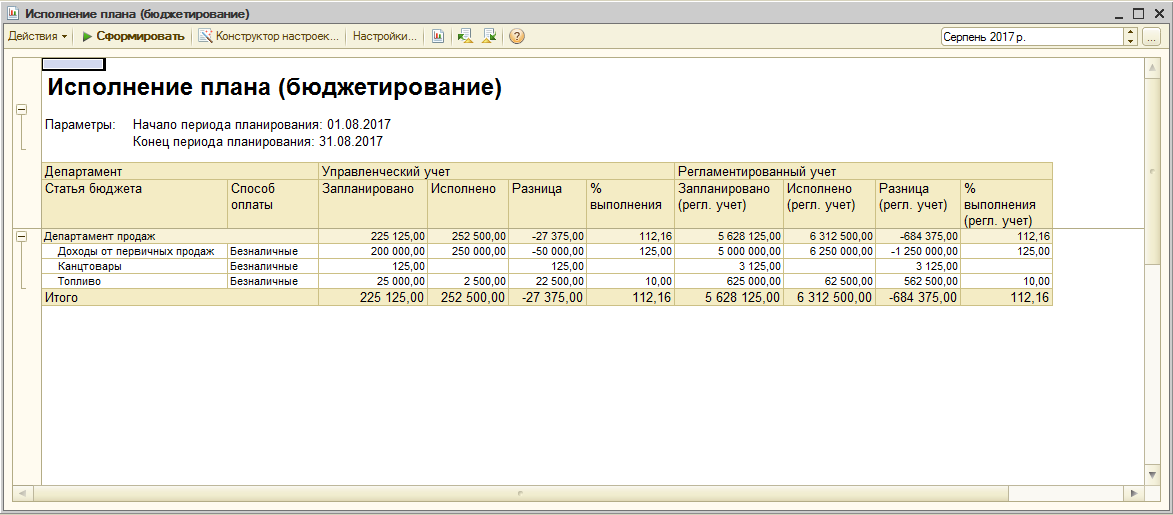 Исполнение плана (бюджетирование)
Действия Сформировать Конструктор настроек... Настройки... ? Серпень 2017 р. ...
Исполнение плана (бюджетирование)
Параметры: Начало периода планирования: 01.08.2017
Конец периода планирования: 31.08.2017
Департамент Управленческий учет Регламентированный учет
Статья бюджета Способ Запланировано Исполнено Разница % Запланировано Исполнено Разница %
оплаты выполнения (регл. учет) (регл. учет) (регл. учет) выполнения
(регл. учет)
Департамент продаж 225 125,00 252 500,00 -27 375,00 112,16 5 628 125,00 6 312 500,00 -684 375,00 112,16
Доходы от первичных продаж Безналичные 200 000,00 250 000,00 -50 000,00 125,00 5 000 000,00 6 250 000,00 -1 250 000,00 125,00
Канцтовары Безналичные 125,00 125,00 3 125,00 3 125,00
Топливо Безналичные 25 000,00 2 500,00 22 500,00 10,00 625 000,00 62 500,00 562 500,00 10,00
Итого 225 125,00 252 500,00 -27 375,00 112,16 5 628 125,00 6 312 500,00 -684 375,00 112,16